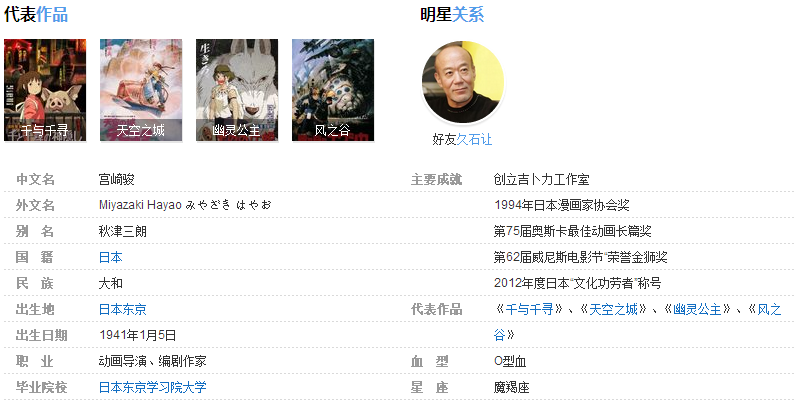 代表作品
明星关系
千与千寻
天空之城
幽灵公主
风之谷
好友久石让
中文名 宫崎骏
外文名 Miyazaki Hayao みやざき はやお
别 名 秋津三朗
国 籍 日本
民 族 大和
出生地 日本东京
出生日期 1941年1月5日
职 业 动画导演、编剧作家
毕业院校 日本东京学习院大学
主要成就 创立吉卜力工作室
1994年日本漫画家协会奖
第75届奥斯卡最佳动画长篇奖
第62届威尼斯电影节“荣誉金狮奖
2012年度日本“文化功劳者”称号
代表作品 《千与千寻》、《天空之城》、《幽灵公主》、《风之
谷》
血 型 O型血
星 座 魔羯座